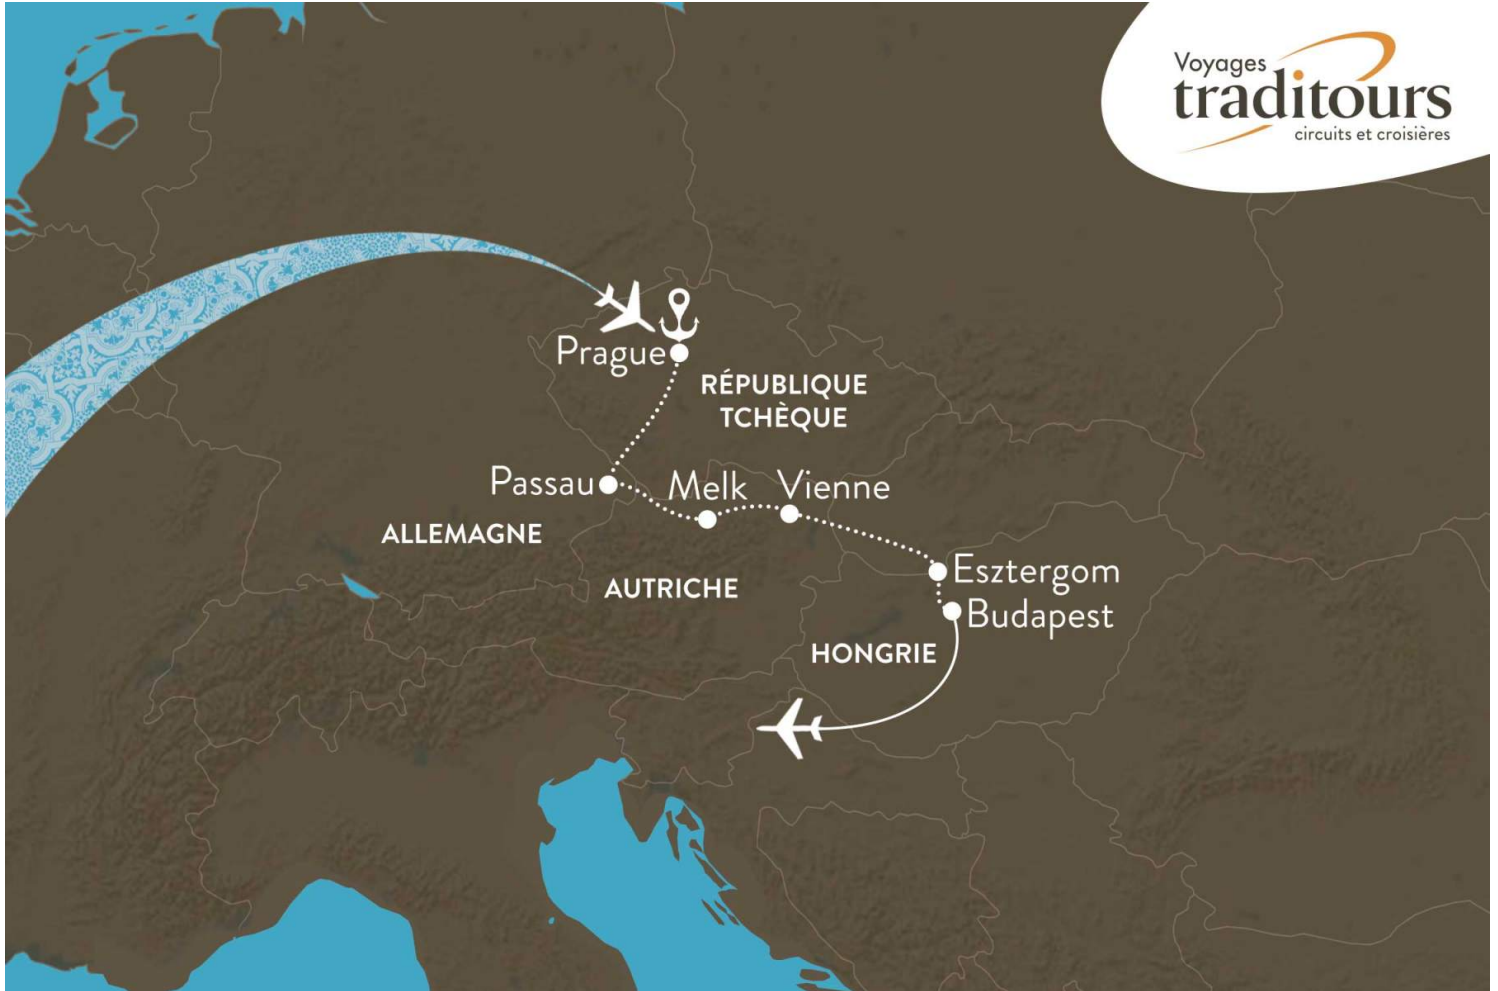 Voyages
traditours
circuits et croisières
Prague
RÉPUBLIQUE
TCHÈQUE
Passau
Melk
Vienne
ALLEMAGNE
Esztergom
AUTRICHE
Budapest
HONGRIE